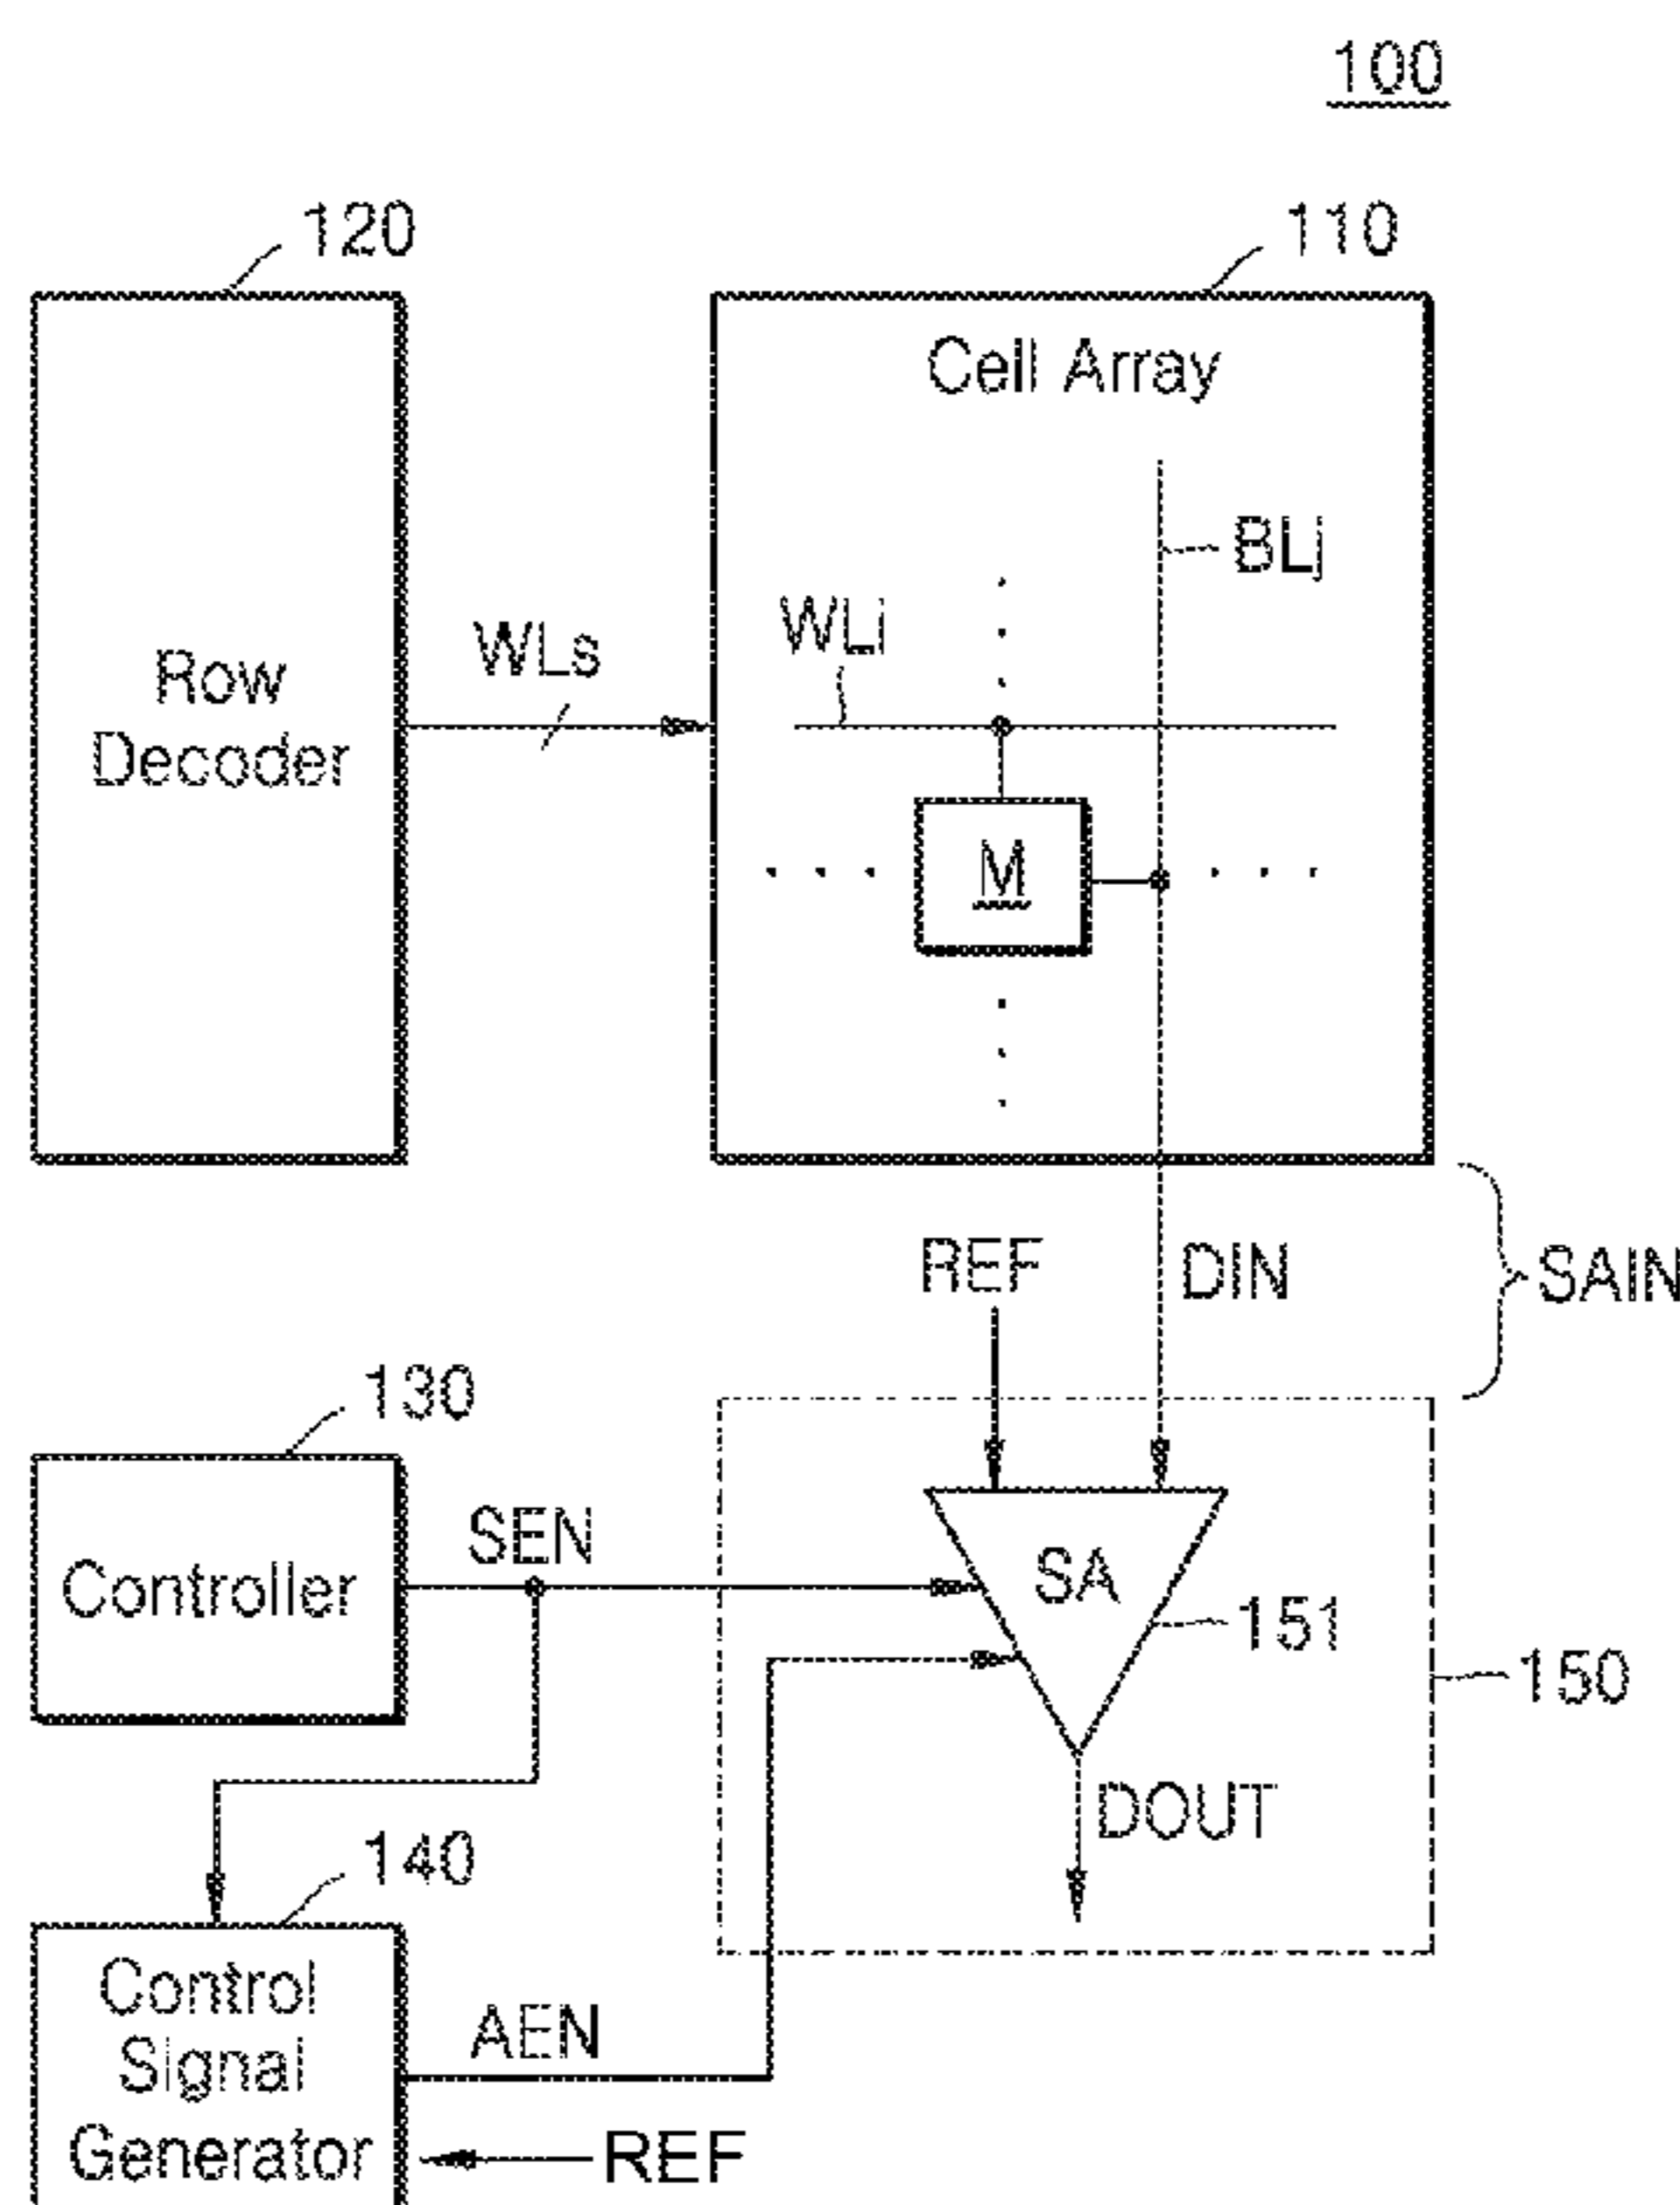 100
120
110
Cell Array
BLj
WLi
WLs
Row
Decoder
M
REF
DIN
SAIN
130
SEN
Controller
SA
151
150
DOUT
140
Control
Signal
Generator
AEN
REF